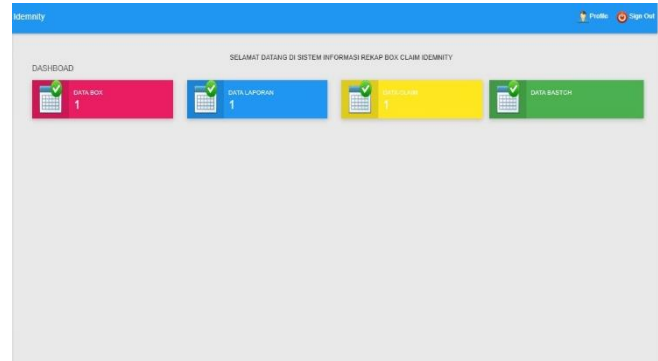 Idemnity
Profile
Sign Out
SELAMAT DATANG DI SISTEM INFORMASI REKAP BOX CLAIM IDEMNITY
DASHBOAD
DATA BOX
1
DATA LAPORAN
1
DATA CLAIM
1
DATA BASTCH